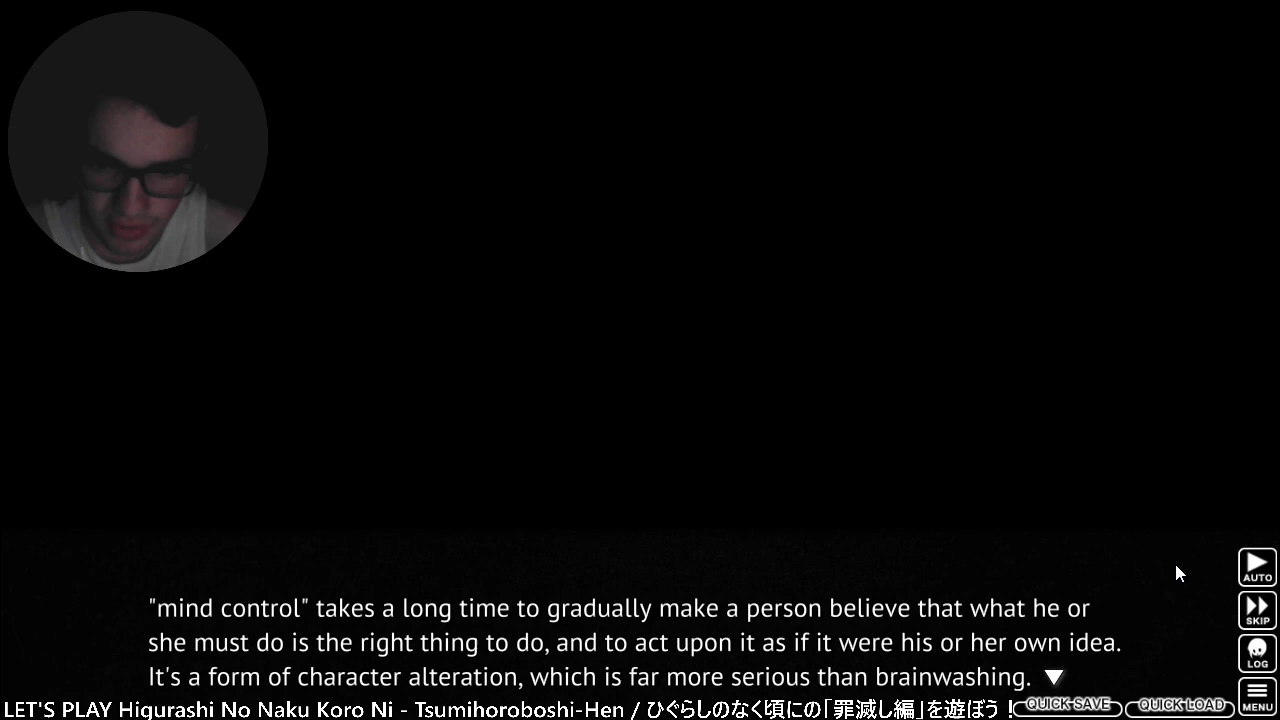 "mind control" takes a long time to gradually make a person believe that what he or
she must do is the right thing to do, and to act upon it as if it were his or her own idea.
It's a form of character alteration, which is far more serious than brainwashing.
AUTO
SKIP
LOG
MENU
QUICK SAVE
QUICK LOAD
LET'S PLAY Higurashi No Naku Koro Ni - Tsumihoroboshi-Hen / ひぐらしのなく頃にの「罪滅し編」を遊ぼう！